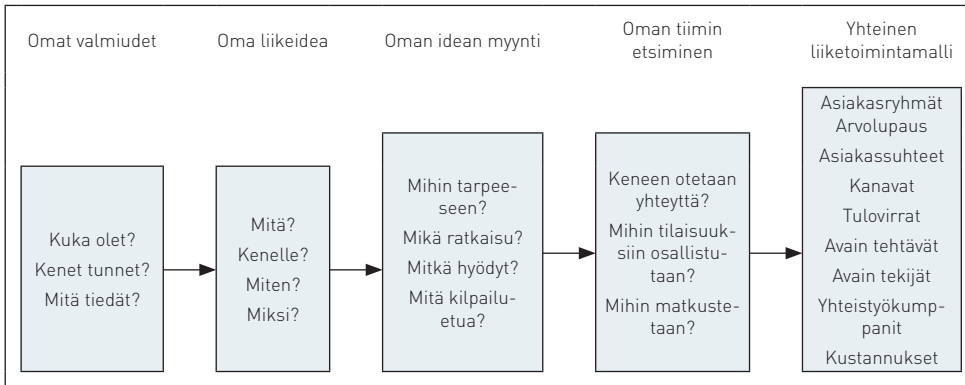 Omat valmiudet
Kuka olet?
Kenet tunnet?
Mitä tiedät?
Oma liikeidea
Mitä?
Kenelle?
Miten?
Miksi?
Oman idean myynti
Mihin tarpee-
seen?
Mikä ratkaisu?
Mitkä hyödyt?
Mitä kilpailu-
etua?
Oman tiimin
etsiminen
Keneen otetaan
yhteyttä?
Mihin tilaisuuk-
siin osallistu-
taan?
Mihin matkuste-
taan?
Yhteinen
liiketoimintamalli
Asiakasryhmät
Arvolupaus
Asiakassuhteet
Kanavat
Tulovirrat
Avain tehtävät
Avain tekijät
Yhteistyökump-
panit
Kustannukset